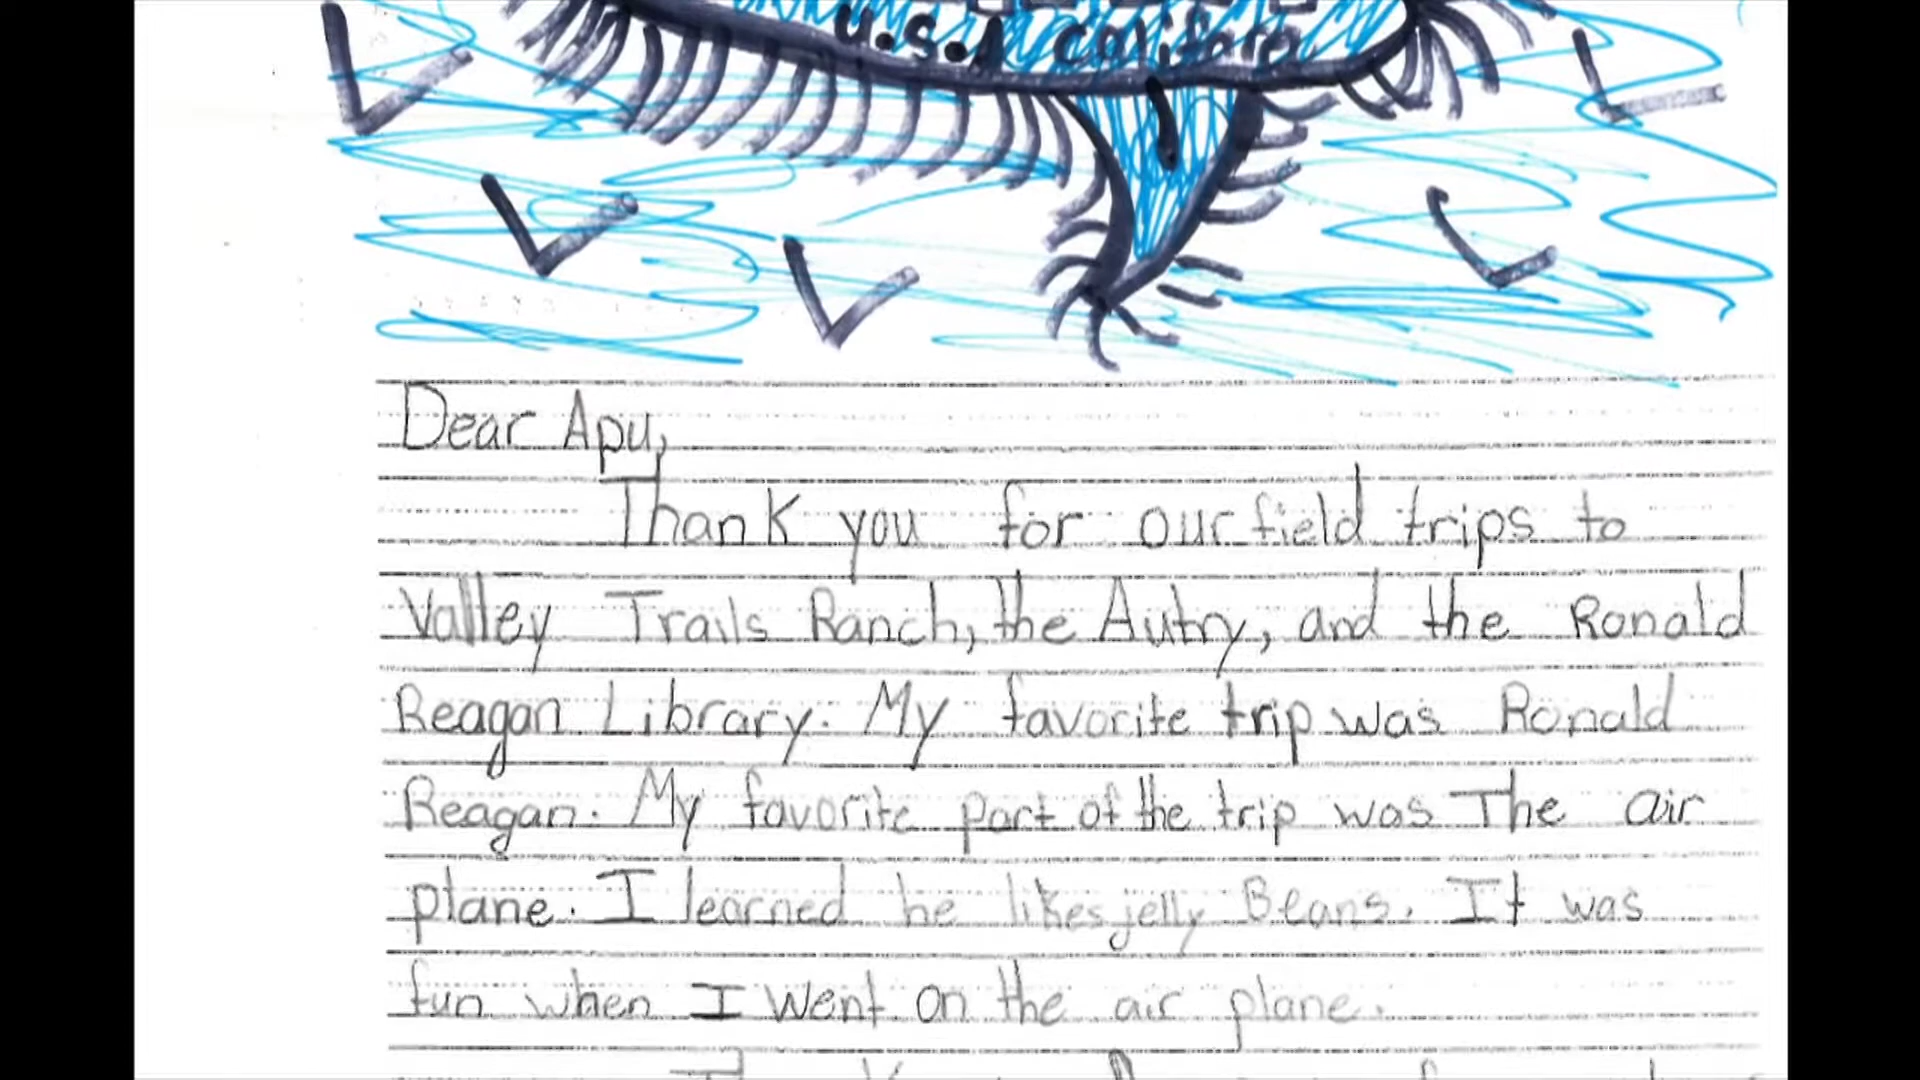 U.S.A
Dear Apu,
Thank you for our field trips to
Valley Trails Ranch, the Autry, and the Ronald
Reagan Library. My favorite trip was Ronald
Reagan. My favorite part of the trip was The air
plane. I learned he likes jelly Beans. It was
fun when I went on the air plane.